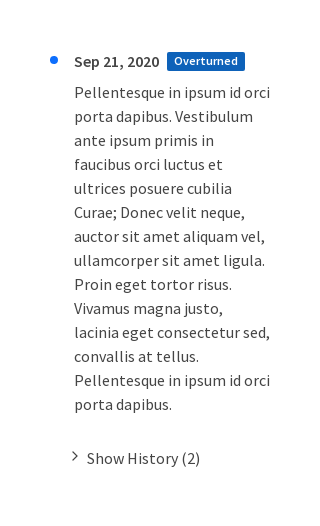 Sep 21, 2020 Overturned
Pellentesque in ipsum id orci
porta dapibus. Vestibulum
ante ipsum primis in
faucibus orci luctus et
ultrices posuere cubilia
Curae; Donec velit neque,
auctor sit amet aliquam vel,
ullamcorper sit amet ligula.
Proin eget tortor risus.
Vivamus magna justo,
lacinia eget consectetur sed,
convallis at tellus.
Pellentesque in ipsum id orci
porta dapibus.
Show History (2)